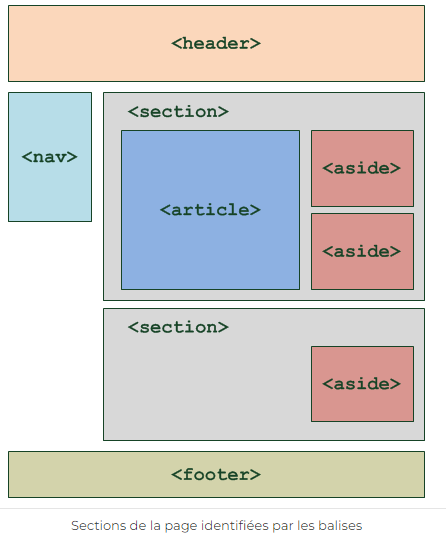 <header>
<nav>
<section>
<article>
<aside>
<aside>
<section>
<aside>
<footer>
Sections de la page identifiées par les balises